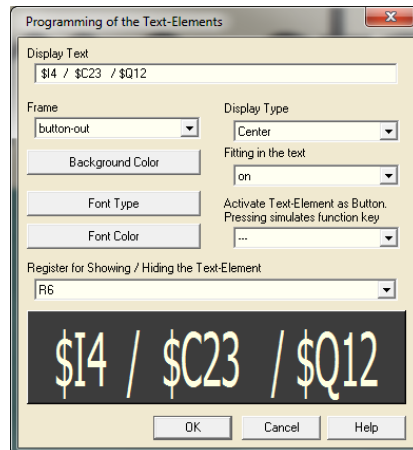 Programming of the Text-Elements
Display Text
$I4 / $C23 / $Q12
Frame
button-out
Background Color
Font Type
Font Color
Display Type
Center
Fitting in the text
on
Activate Text-Element as Button.
Pressing simulates function key
---
Register for Showing / Hiding the Text-Element
R6
$I4 / $C23 / $Q12
OK Cancel Help